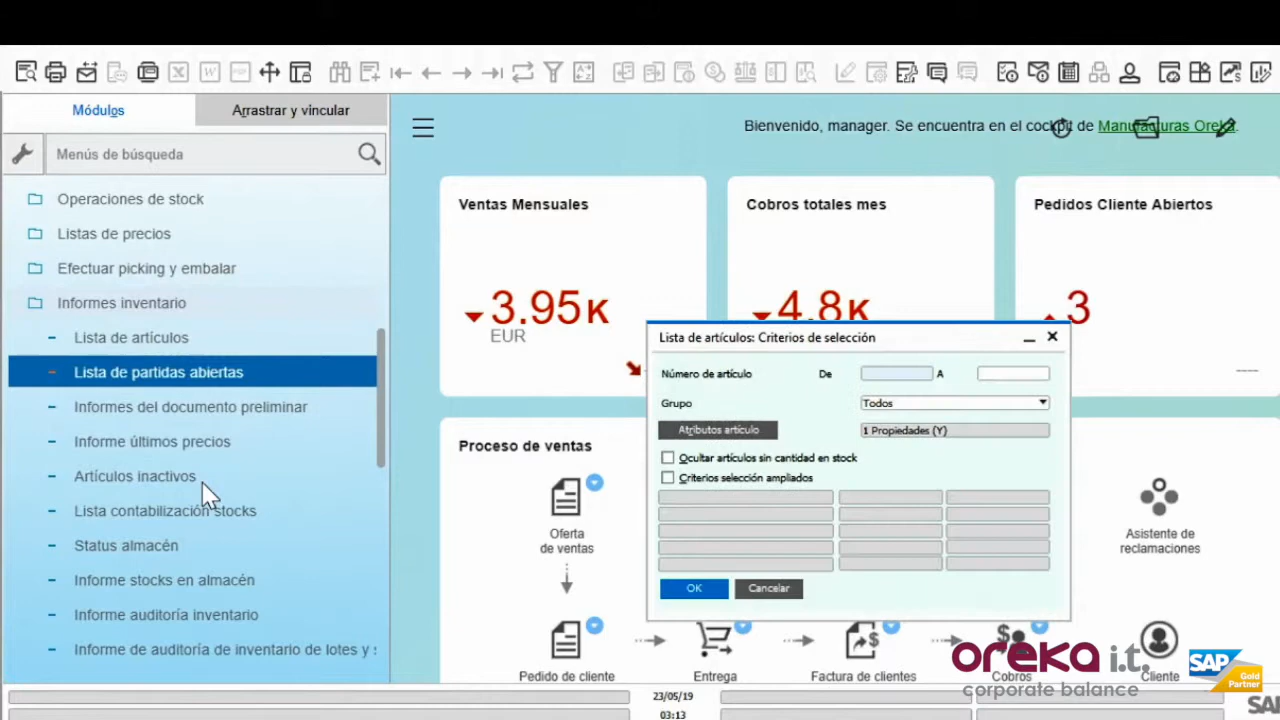 Módulos
Arrastrar y vincular
Menús de búsqueda
Operaciones de stock
Listas de precios
Efectuar picking y embalar
Informes inventario
Lista de artículos
Lista de partidas abiertas
Informes del documento preliminar
Informe últimos precios
Artículos inactivos
Lista contabilización stocks
Status almacén
Informe stocks en almacén
Informe auditoría inventario
Informe de auditoría de inventario de lotes y
Bienvenido, manager. Se encuentra en el cockpit de Manufacturas Oreka.
Ventas Mensuales
3.95K
EUR
Cobros totales mes
4.8K
Pedidos Cliente Abiertos
3
Lista de artículos: Criterios de selección
Número de artículo De A
Grupo Todos
Atributos artículo 1 Propiedades (Y)
Ocultar artículos sin cantidad en stock
Criterios selección ampliados
OK Cancelar
Proceso de ventas
Oferta
de ventas
Asistente de
reclamaciones
Pedido de cliente
Entrega
Factura de clientes
Cobros
Cliente
oreka i.t.
corporate balance
SAP Gold
Partner
23/05/19
03:13